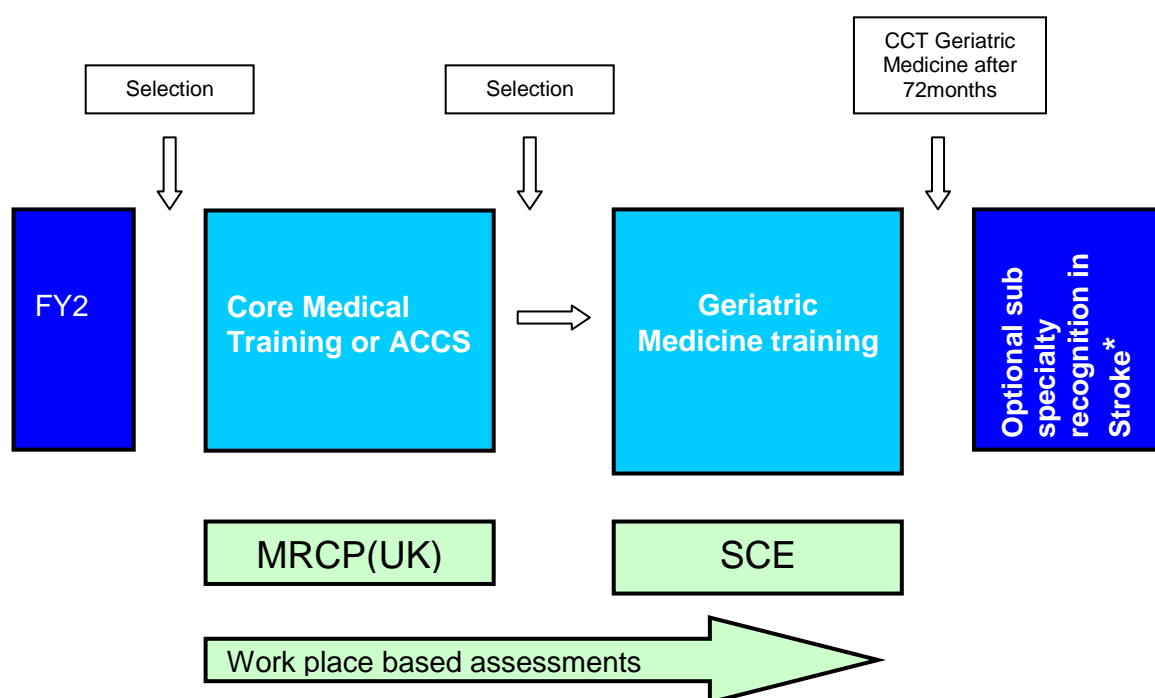 Selection
Selection
CCT Geriatric
Medicine after
72months
FY2
Core Medical
Training or ACCS
Geriatric
Medicine training
Optional sub
specialty
recognition in
Stroke*
MRCP(UK)
SCE
Work place based assessments